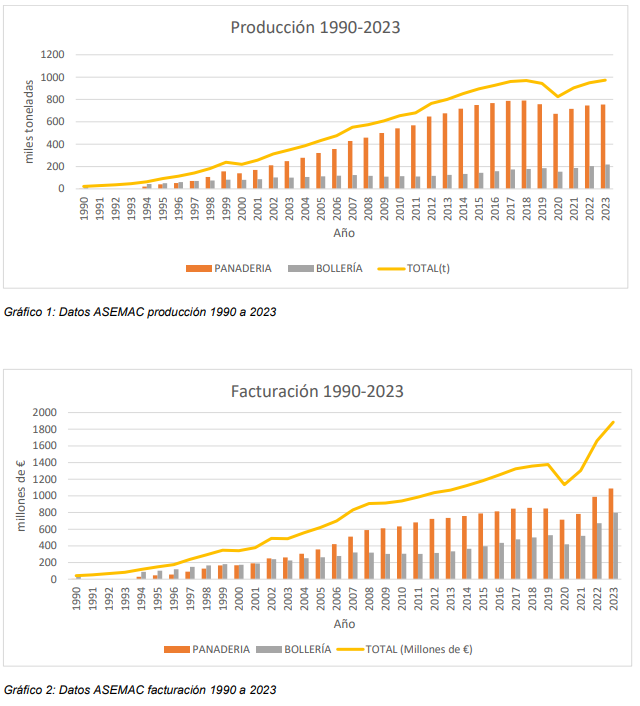 Producción 1990-2023
1200
1000
800
600
400
200
0
miles toneladas
1990 1991 1992 1993 1994 1995 1996 1997 1998 1999 2000 2001 2002 2003 2004 2005 2006 2007 2008 2009 2010 2011 2012 2013 2014 2015 2016 2017 2018 2019 2020 2021 2022 2023
Año
PANADERIA BOLLERÍA TOTAL(t)
Gráfico 1: Datos ASEMAC producción 1990 a 2023
Facturación 1990-2023
2000
1800
1600
1400
1200
1000
800
600
400
200
0
millones de €
1990 1991 1992 1993 1994 1995 1996 1997 1998 1999 2000 2001 2002 2003 2004 2005 2006 2007 2008 2009 2010 2011 2012 2013 2014 2015 2016 2017 2018 2019 2020 2021 2022 2023
Año
PANADERIA BOLLERÍA TOTAL (Millones de €)
Gráfico 2: Datos ASEMAC facturación 1990 a 2023